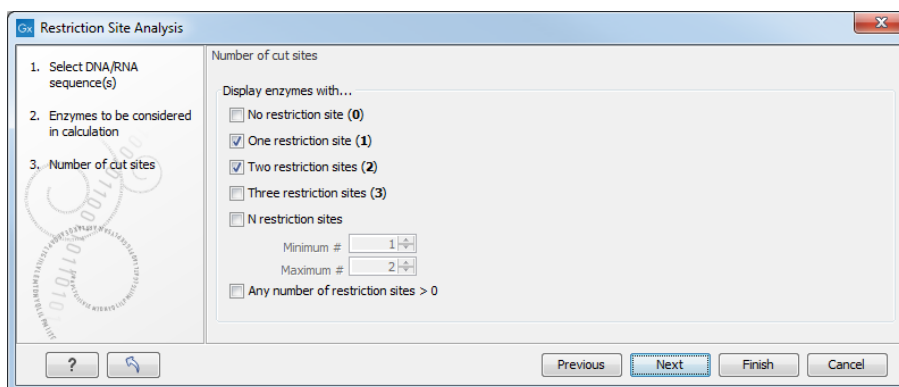 Gx Restriction Site Analysis
1. Select DNA/RNA
sequence(s)
2. Enzymes to be considered
in calculation
3. Number of cut sites
Number of cut sites
Display enzymes with...
No restriction site (0)
One restriction site (1)
Two restriction sites (2)
Three restriction sites (3)
N restriction sites
Minimum # 1
Maximum # 2
Any number of restriction sites > 0
? Previous Next Finish Cancel